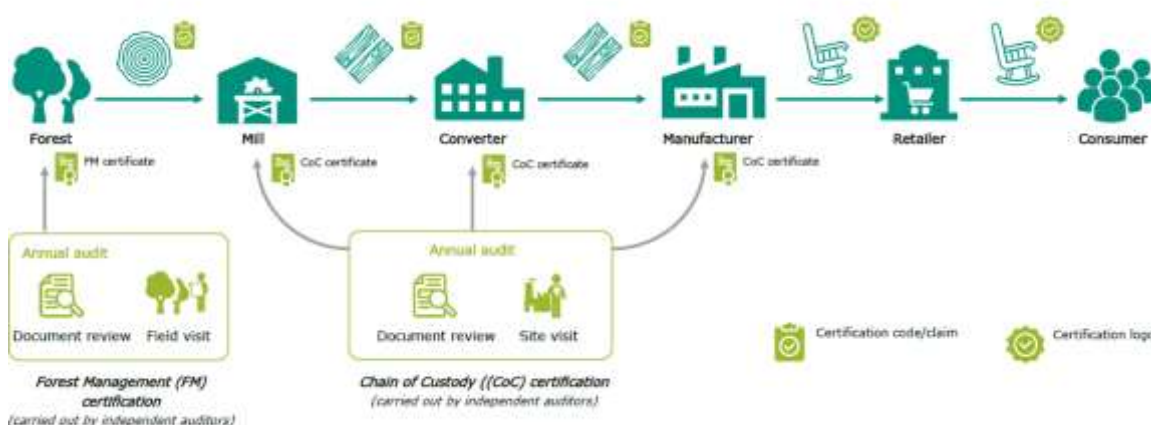 Forest
Mill
Converter
Manufacturer
Retailer
Consumer
FM certificate
CoC certificate
CoC certificate
CoC certificate
Annual audit
Document review
Field visit
Forest Management (FM)
certification
(carried out by independent auditors)
Annual audit
Document review
Site visit
Chain of Custody ((CoC) certification
(carried out by independent auditors)
Certification code/claim
Certification logo